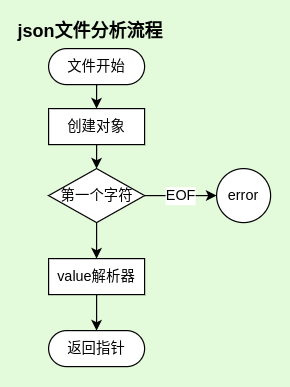 json文件分析流程
文件开始
创建对象
第一个字符
EOF
error
value解析器
返回指针